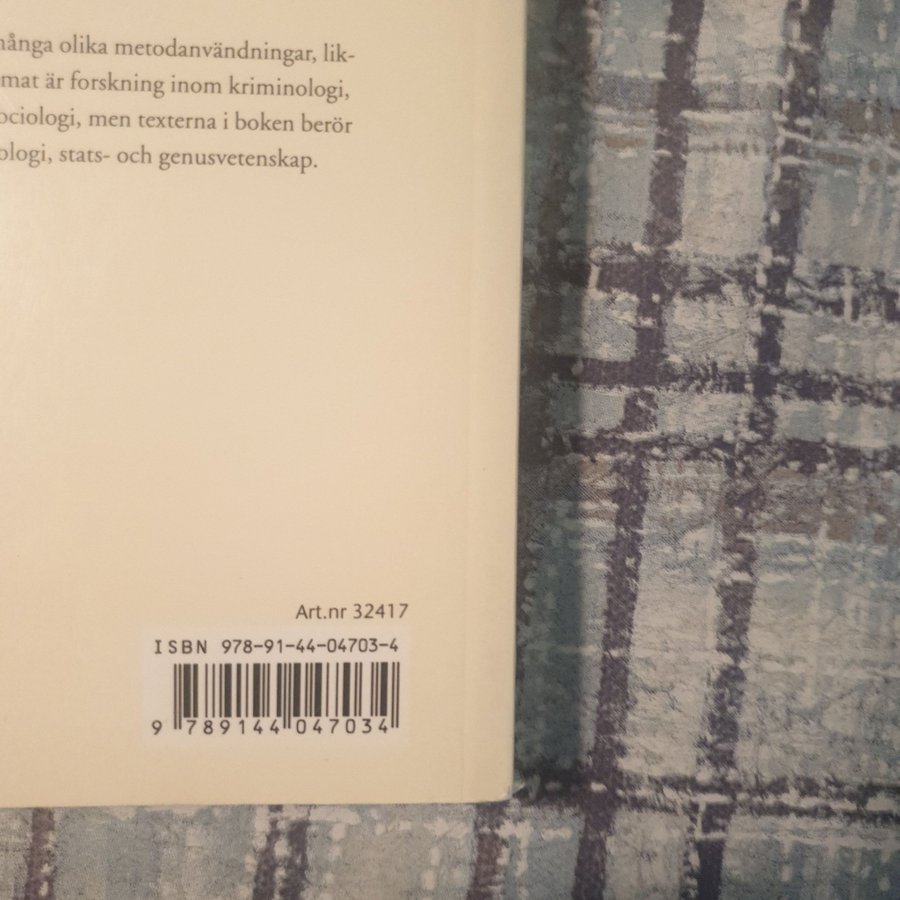 många olika metodanvändningar, lik-
mat är forskning inom kriminologi,
ociologi, men texterna i boken berör
ologi, stats- och genusvetenskap.
Art.nr 32417
ISBN 978-91-44-04703-4
9 789144 047034